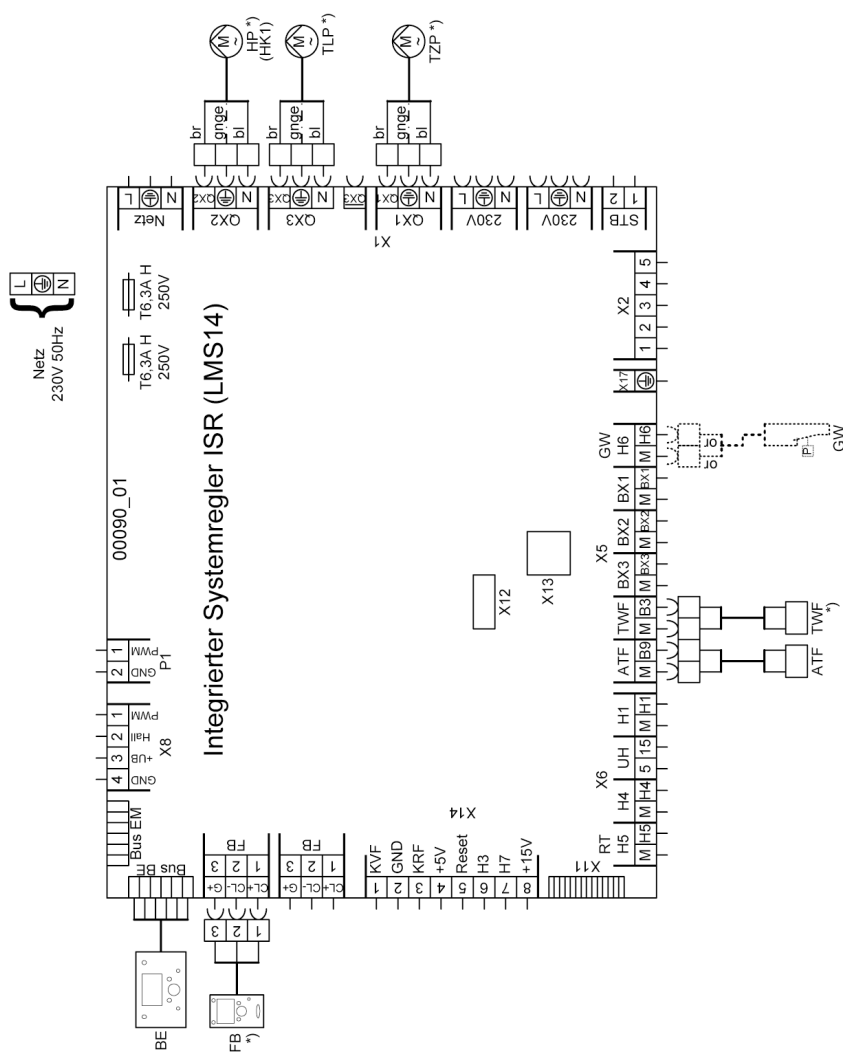 Netz
230V 50Hz
L
N
HP *)
(HK1)
TLP *)
TZP *)
br
gnge
bl
br
gnge
bl
br
gnge
bl
L
N
Netz
QX2
N
QX2
QX3
N
QX3
QX3
QX1
N
QX1
L
N
230V
L
N
230V
2
1
STB
X1
T6,3A H
250V
T6,3A H
250V
00090_01
Integrierter Systemregler ISR (LMS14)
1
2
PWM
GND
P1
1
2
3
4
PWM
Hall
+UB
GND
X8
Bus EM
Bus BE
BE
FB
*)
3
2
1
G+
CL-
CL+
3
2
1
FB
G+
CL-
CL+
3
2
1
FB
X14
1
2
3
4
5
6
7
8
KVF
GND
KRF
+5V
Reset
H3
H7
+15V
X11
X12
X13
X2
1
2
3
4
5
X17
GW
H6
M
H6
or
or
P
GW
X5
BX1
M
BX1
BX2
M
BX2
BX3
M
BX3
TWF
M
B3
ATF
M
B9
TWF
*)
ATF
X6
H1
M
H1
UH
5
15
H4
M
H4
RT
H5
M
H5